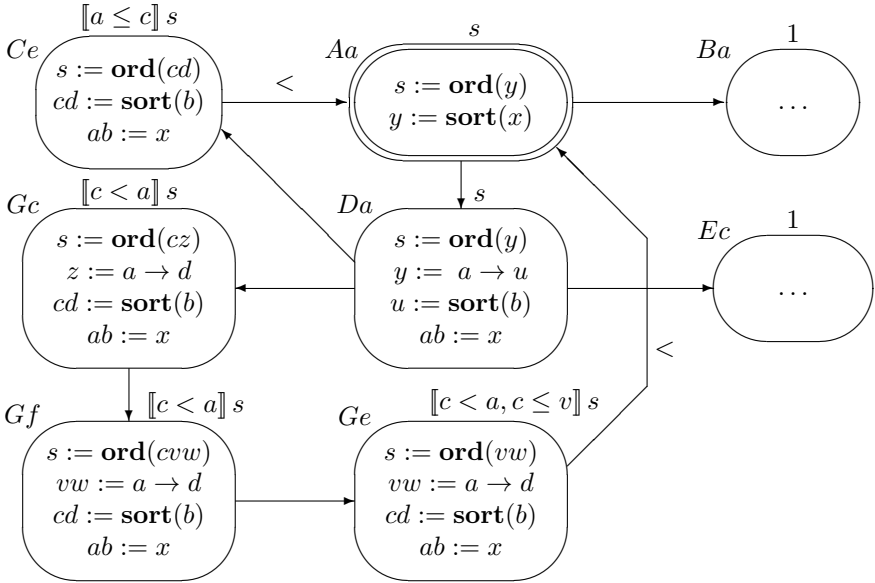 ⟦a ≤ c⟧ s
Ce
s := ord(cd)
cd := sort(b)
ab := x
<
s
Aa
s := ord(y)
y := sort(x)
1
Ba
...
⟦c < a⟧ s
Gc
s := ord(cz)
z := a → d
cd := sort(b)
ab := x
s
Da
s := ord(y)
y := a → u
u := sort(b)
ab := x
1
Ec
...
<
⟦c < a⟧ s
Gf
s := ord(cvw)
vw := a → d
cd := sort(b)
ab := x
⟦c < a, c ≤ v⟧ s
Ge
s := ord(vw)
vw := a → d
cd := sort(b)
ab := x